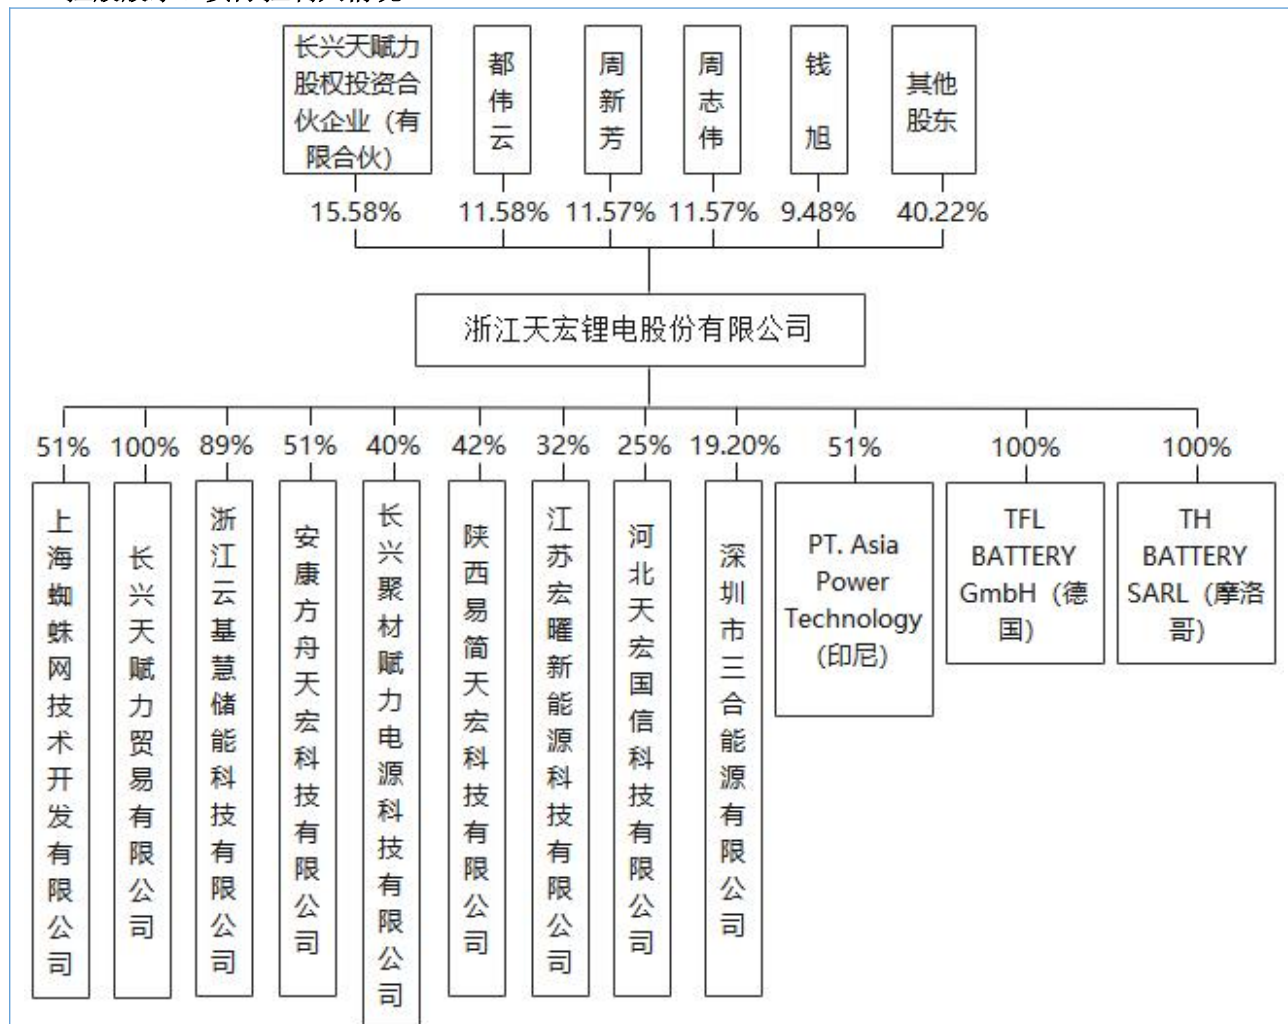 长兴天赋力
股权投资合
伙企业（有
限合伙）
都伟云
周新芳
周志伟
钱旭
其他
股东
15.58%
11.58%
11.57%
11.57%
9.48%
40.22%
浙江天宏锂电股份有限公司
51%
100%
89%
51%
40%
42%
32%
25%
19.20%
51%
100%
100%
上海蜘蛛网技术开发有限公司
长兴天赋力贸易有限公司
浙江云基慧储能科技有限公司
安康方舟天宏科技有限公司
长兴聚材赋力电源科技有限公司
陕西易简天宏科技有限公司
江苏宏曜新能源科技有限公司
河北天宏国信科技有限公司
深圳市三合能源有限公司
PT. Asia
Power
Technology
（印尼）
TFL
BATTERY
GmbH（德
国）
TH
BATTERY
SARL（摩洛
哥）